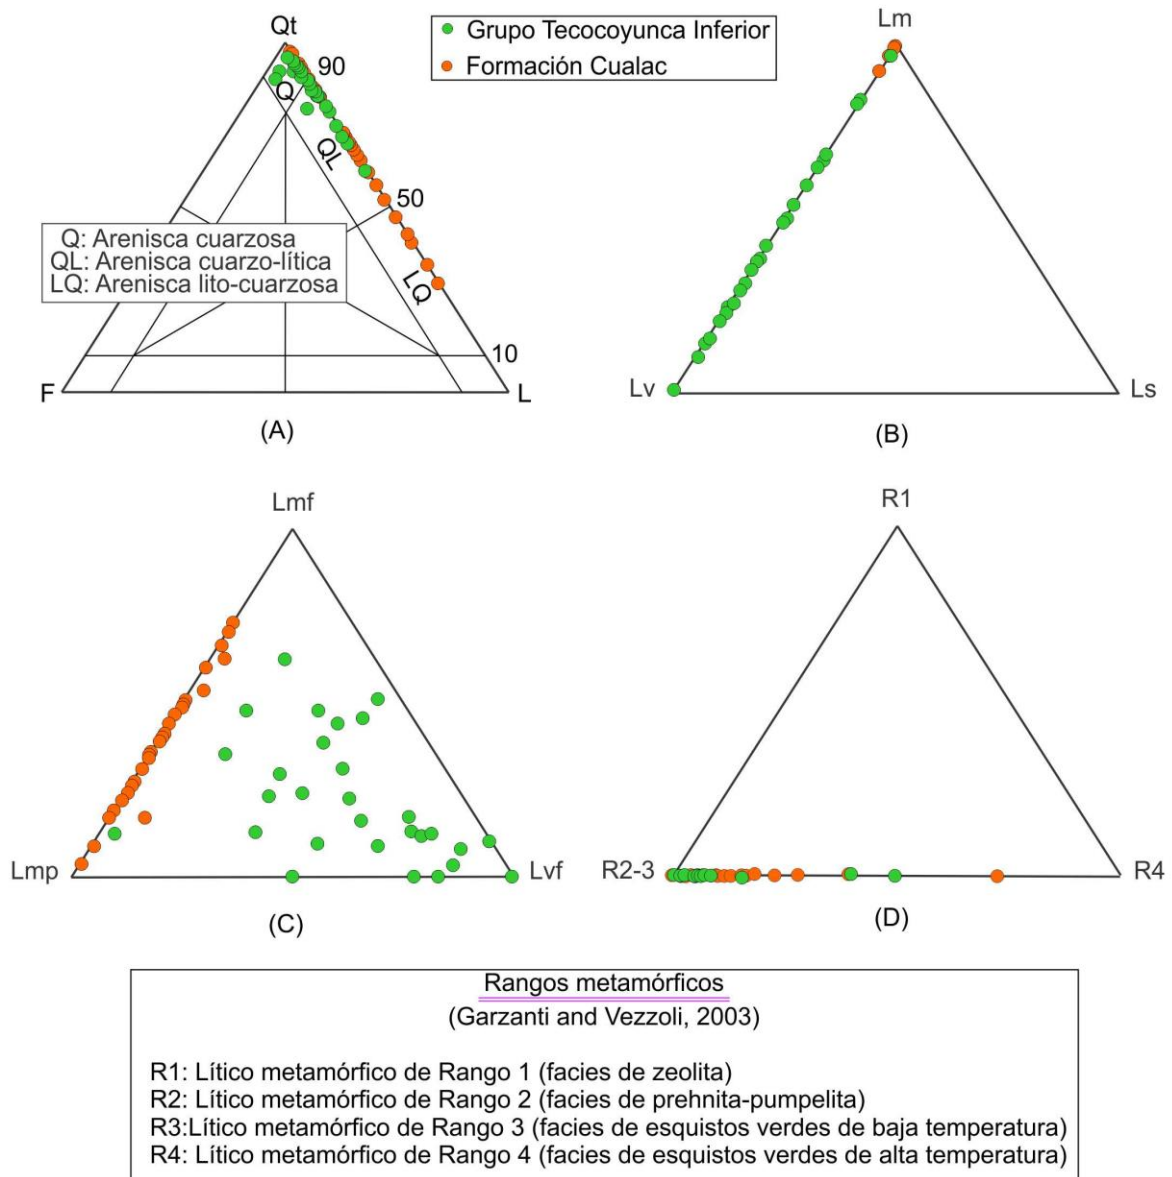 Qt
Grupo Tecocoyunca Inferior
Formación Cualac
Lm
90
Q
QL
50
Q: Arenisca cuarzosa
QL: Arenisca cuarzo-lítica
LQ: Arenisca lito-cuarzosa
LQ
10
F
L
Lv
Ls
(A)
(B)
Lmf
R1
Lmp
Lvf
R2-3
R4
(C)
(D)
Rangos metamórficos
(Garzanti and Vezzoli, 2003)
R1: Lítico metamórfico de Rango 1 (facies de zeolita)
R2: Lítico metamórfico de Rango 2 (facies de prehnita-pumpelita)
R3:Lítico metamórfico de Rango 3 (facies de esquistos verdes de baja temperatura)
R4: Lítico metamórfico de Rango 4 (facies de esquistos verdes de alta temperatura)